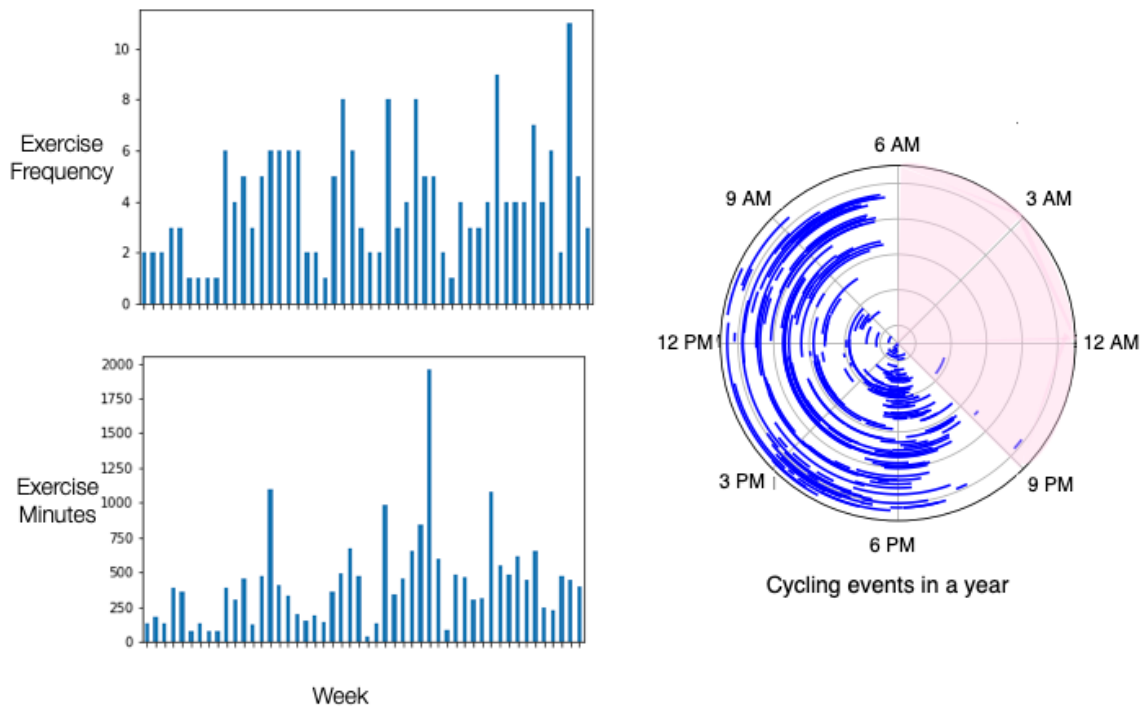 10
8
6
4
2
0
Exercise
Frequency
2000
1750
1500
1250
1000
750
500
250
0
Exercise
Minutes
Week
6 AM
9 AM
3 AM
12 PM
12 AM
3 PM
9 PM
6 PM
Cycling events in a year